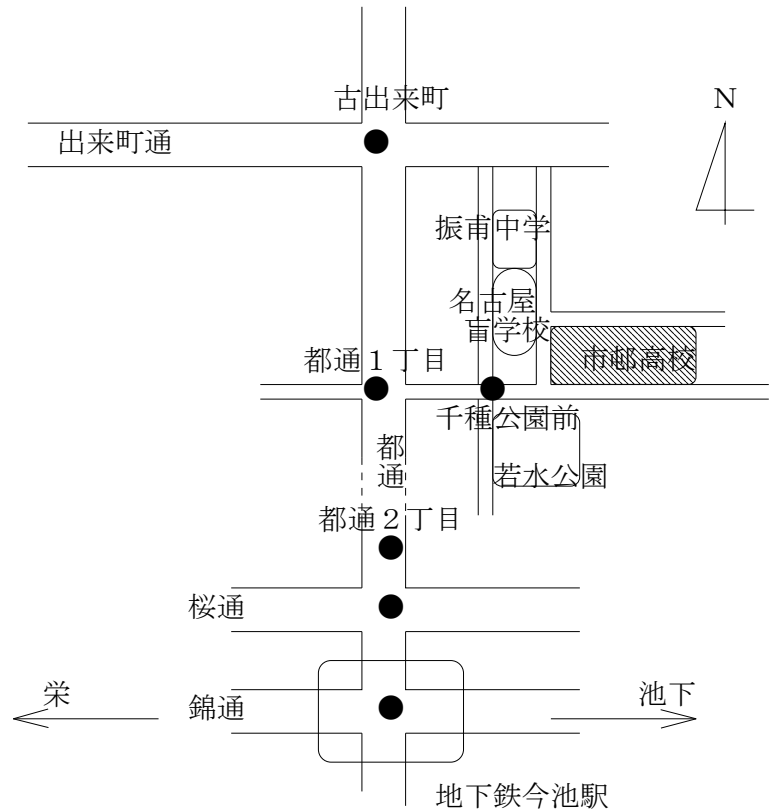 古出来町
N
出来町通
振甫中学
名古屋
盲学校
都通1丁目
市邨高校
千種公園前
都通
若水公園
都通2丁目
桜通
栄
錦通
池下
地下鉄今池駅